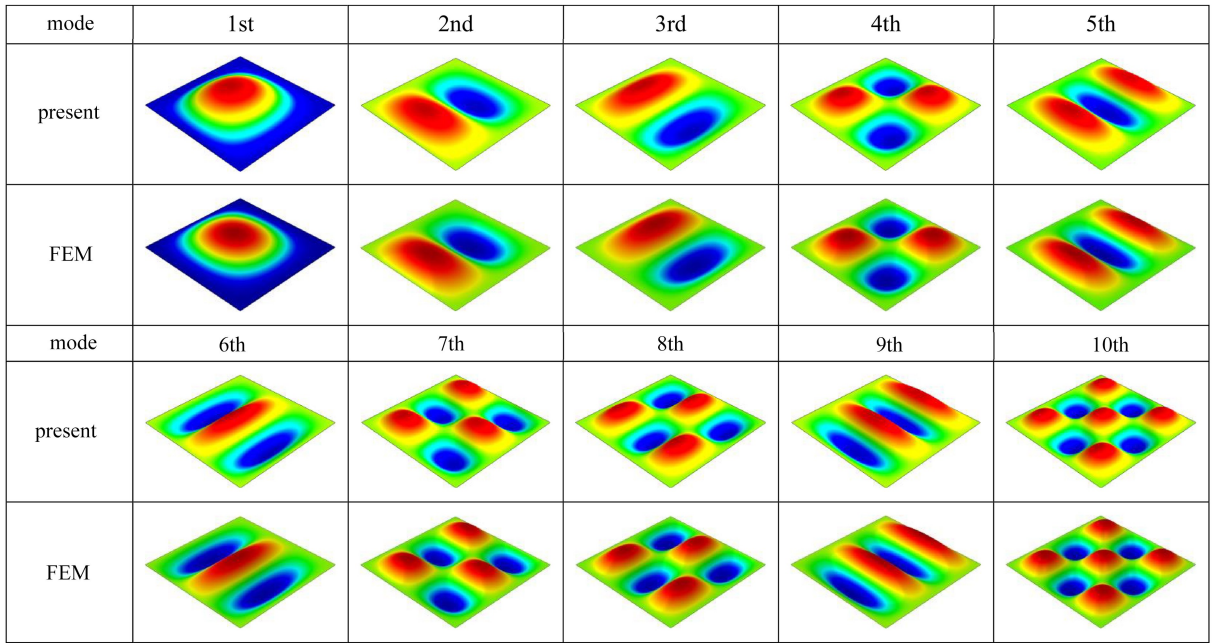 mode 1st 2nd 3rd 4th 5th
present
FEM
mode 6th 7th 8th 9th 10th
present
FEM